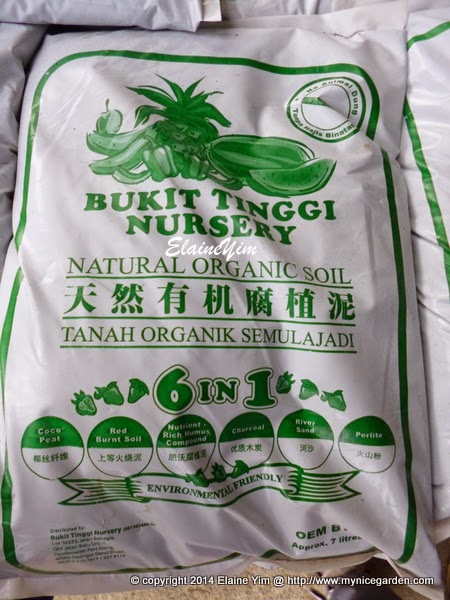 No Animal Dung
Tiada Najis Binatang
BUKIT TINGGI
NURSERY
ElaineYim
NATURAL ORGANIC SOIL
天然有机腐植泥
TANAH ORGANIK SEMULAJADI
6 IN 1
Coco Peat
椰丝纤维
Red Burnt Soil
上等火烧泥
Nutrient - Rich Humus Compound
肥沃腐植泥
Charcoal
优质木炭
River Sand
河沙
Perlite
火山粉
ENVIRONMENTAL FRIENDLY
Distributed by:
Bukit Tinggi Nursery
OEM B
Approx. 7 litre
© copyright 2014 Elaine Yim @ http://www.mynicegarden.com/